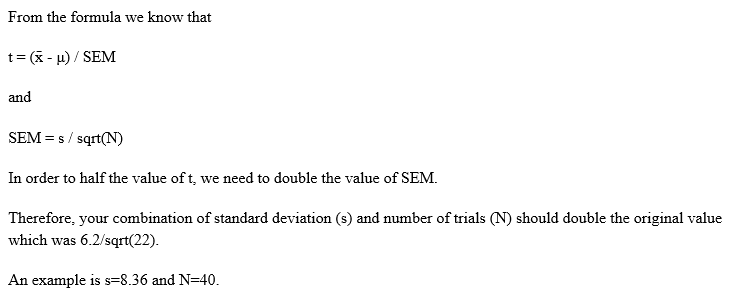 From the formula we know that
t = (x̄ - μ) / SEM
and
SEM = s / sqrt(N)
In order to half the value of t, we need to double the value of SEM.
Therefore, your combination of standard deviation (s) and number of trials (N) should double the original value
which was 6.2/sqrt(22).
An example is s=8.36 and N=40.